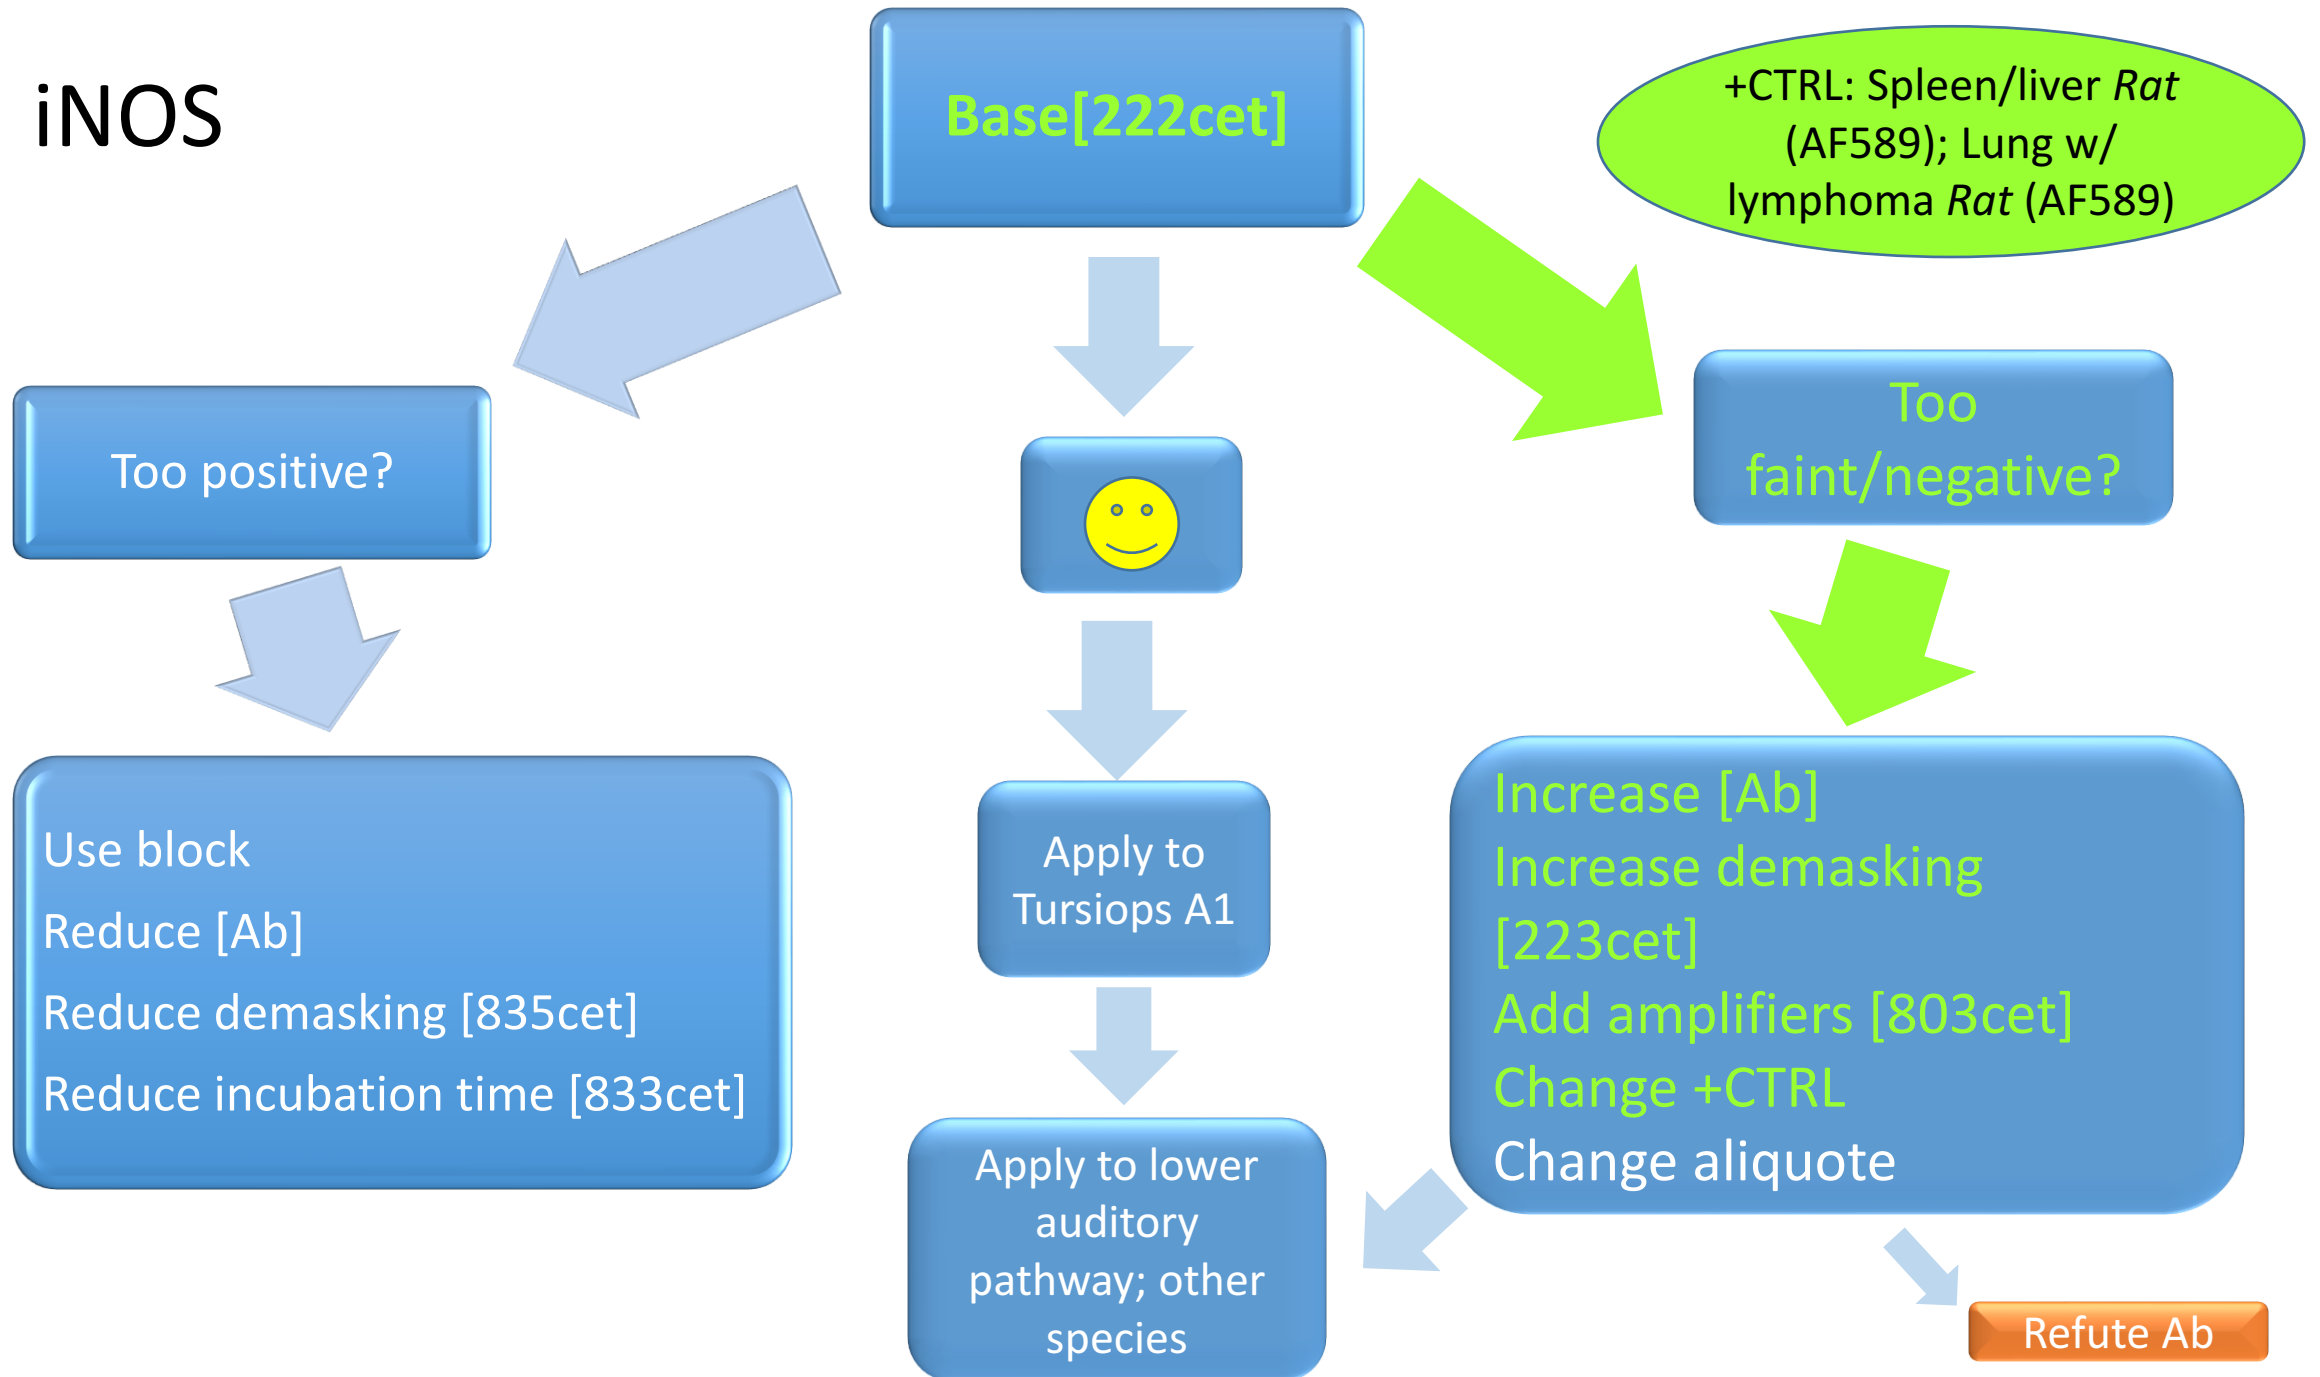 iNOS
Base[222cet]
+CTRL: Spleen/liver Rat
(AF589); Lung w/
lymphoma Rat (AF589)
Too positive?
Too
faint/negative?
Use block
Reduce [Ab]
Reduce demasking [835cet]
Reduce incubation time [833cet]
Apply to
Tursiops A1
Increase [Ab]
Increase demasking
[223cet]
Add amplifiers [803cet]
Change +CTRL
Change aliquote
Apply to lower
auditory
pathway; other
species
Refute Ab